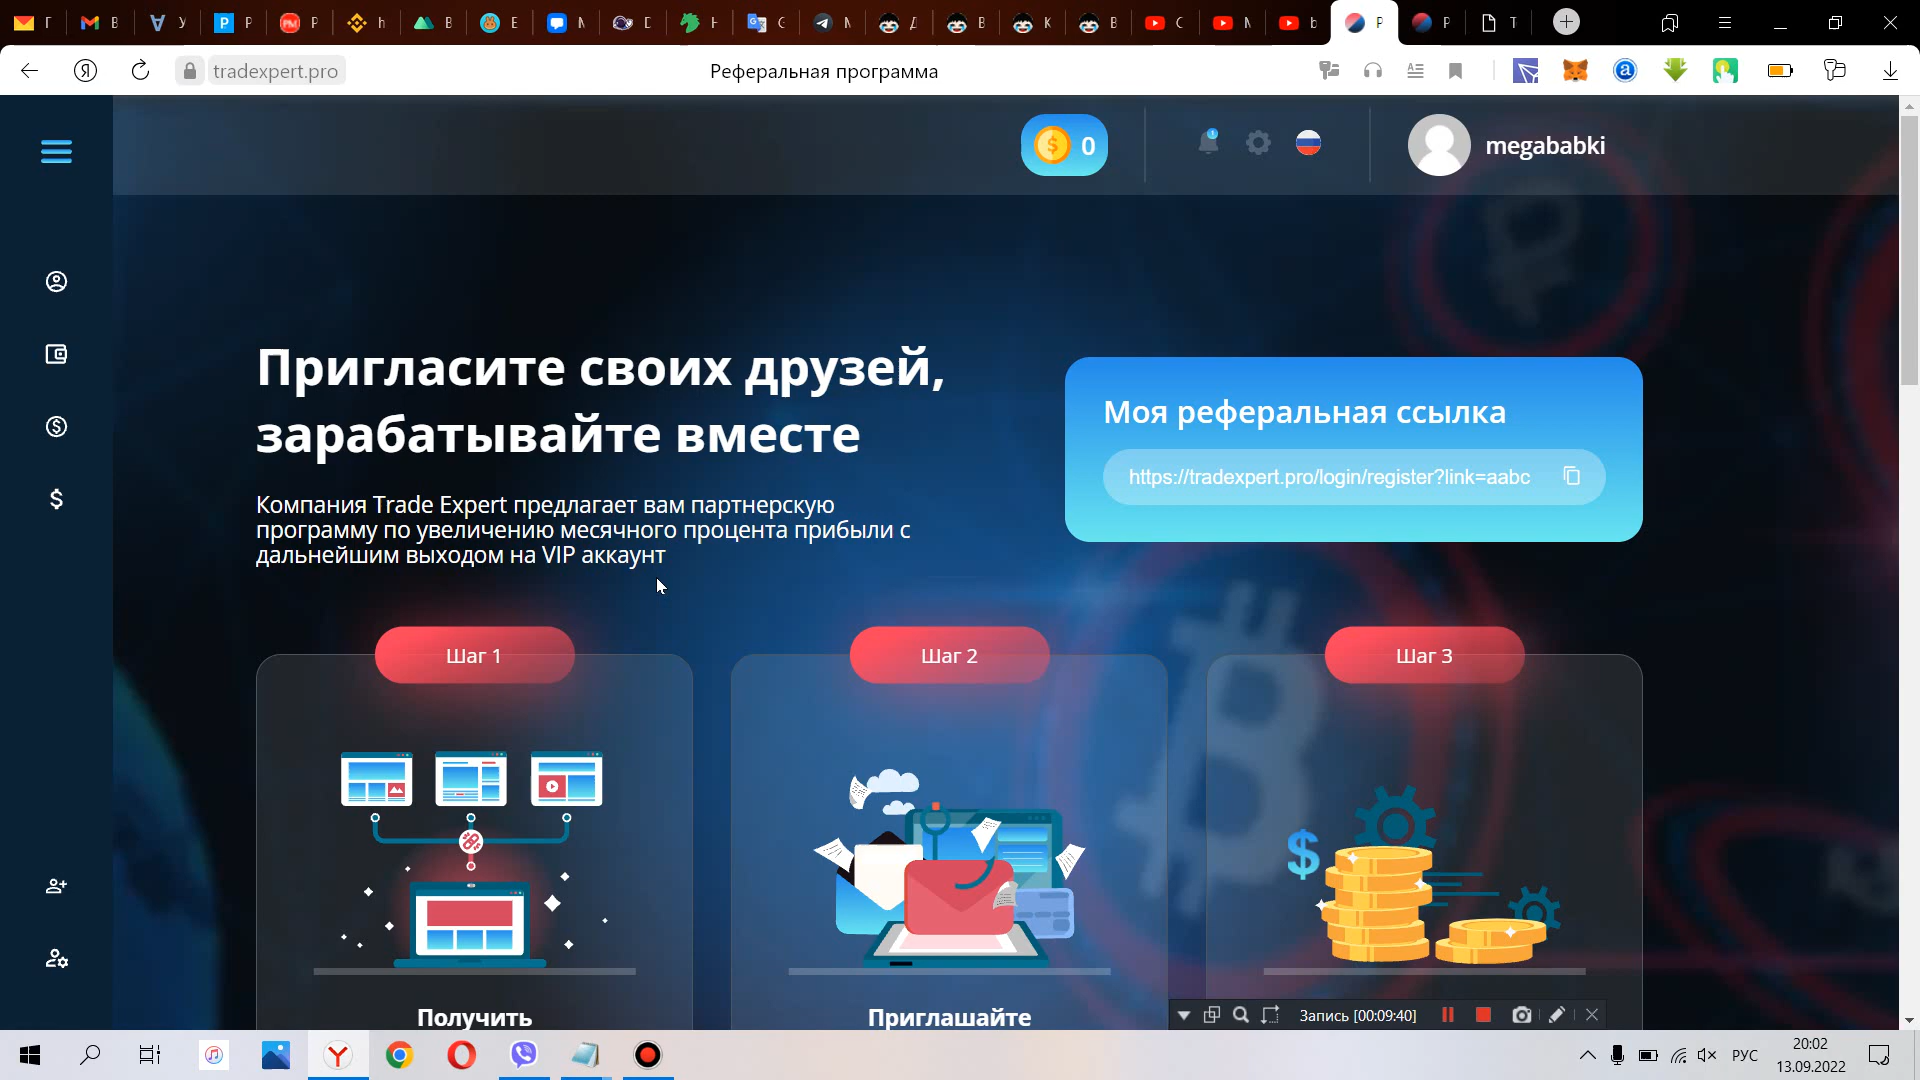 tradexpert.pro
Реферальная программа
0
megababki
Пригласите своих друзей,
зарабатывайте вместе
Компания Trade Expert предлагает вам партнерскую
программу по увеличению месячного процента прибыли с
дальнейшим выходом на VIP аккаунт
Моя реферальная ссылка
https://tradexpert.pro/login/register?link=aabc
Шаг 1
Шаг 2
Шаг 3
Получить
Приглашайте
Запись [00:09:40]
РУС
20:02
13.09.2022